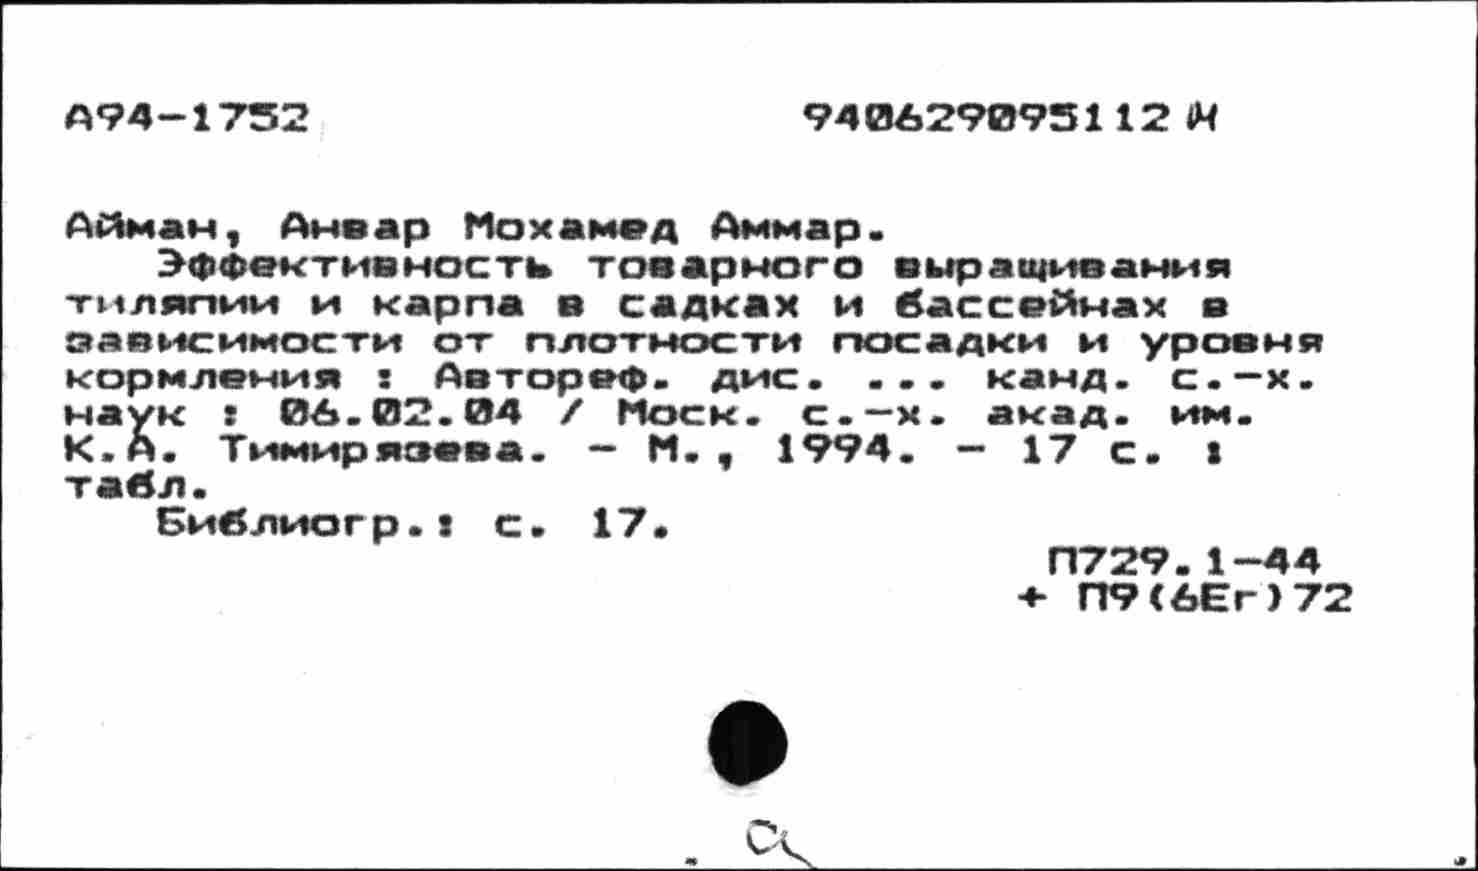 А94-1752 940629095112
Айман, Анвар Мохамед Аммар.
Эффективность товарного выращивания
тиляпии и карпа в садках и бассейнах в
зависимости от плотности посадки и уровня
кормления : Автореф. дис. ... канд. с.-х.
наук : 06.02.04 / Моск. с.-х. акад. им.
К.А. Тимирязева. - М., 1994. - 17 с. :
табл.
Библиогр.: с. 17.
П729.1-44
+ П9(6Ег)72